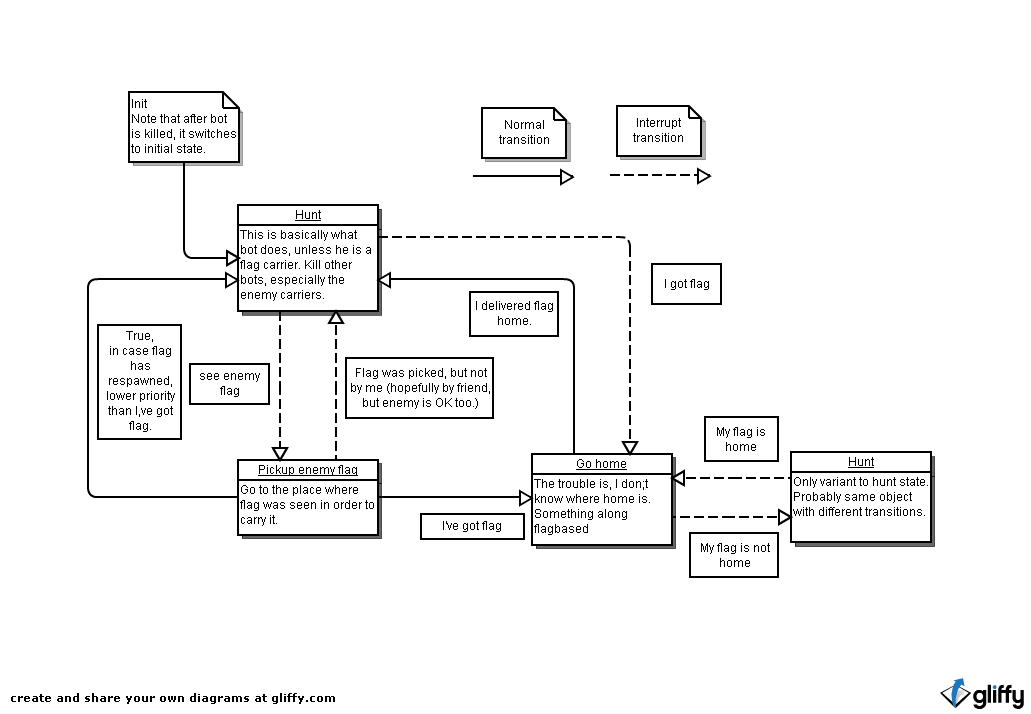 Init
Note that after bot
is killed, it switches
to initial state.
Normal
transition
Interrupt
transition
Hunt
This is basically what
bot does, unless he is a
flag carrier. Kill other
bots, especially the
enemy carriers.
I got flag
I delivered flag
home.
True,
in case flag
has
respawned,
lower priority
than I,ve got
flag.
see enemy
flag
Flag was picked, but not
by me (hopefully by friend,
but enemy is OK too.)
My flag is
home
Pickup enemy flag
Go to the place where
flag was seen in order to
carry it.
I've got flag
Go home
The trouble is, I don;t
know where home is.
Something along
flagbased
Hunt
Only variant to hunt state.
Probably same object
with different transitions.
My flag is not
home
create and share your own diagrams at gliffy.com
gliffy